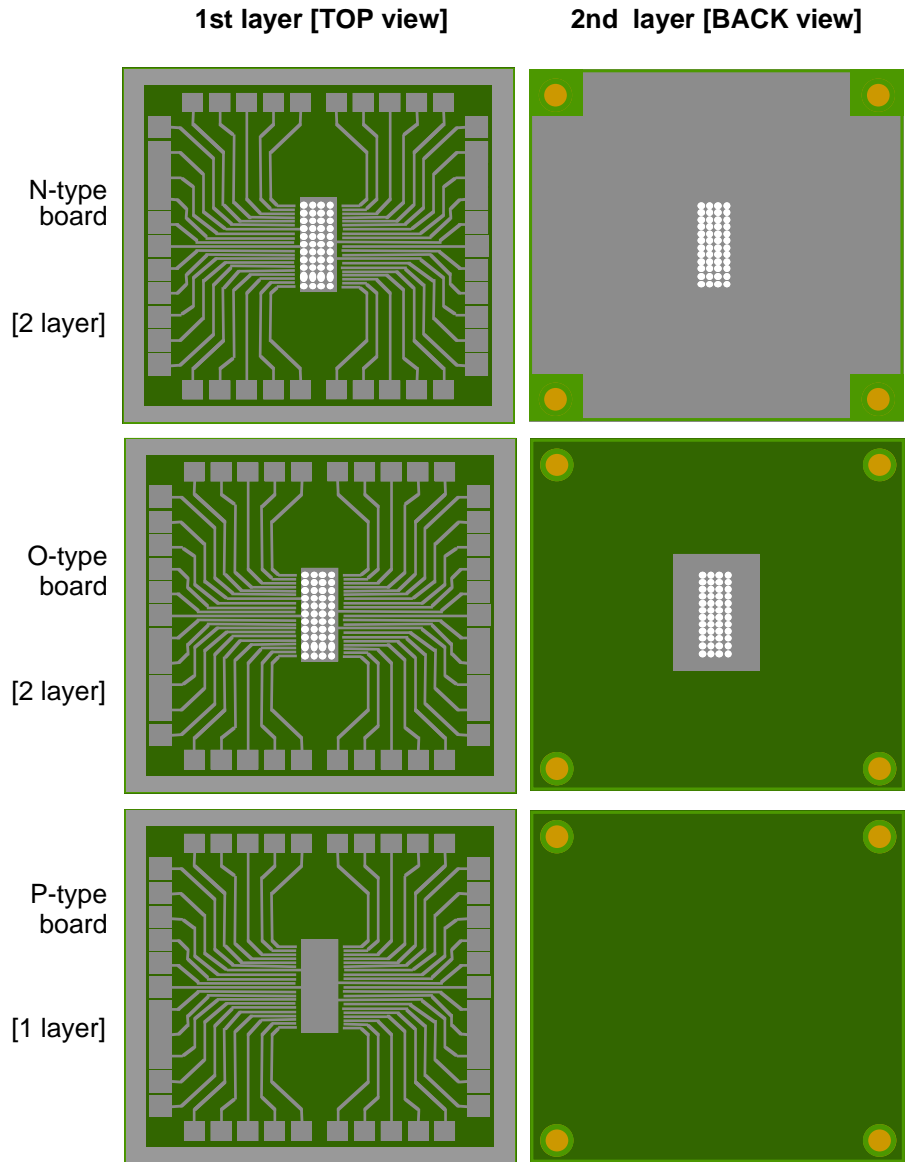 1st layer [TOP view]
2nd  layer [BACK view]
N-type
board
[2 layer]
O-type
board
[2 layer]
P-type
board
[1 layer]